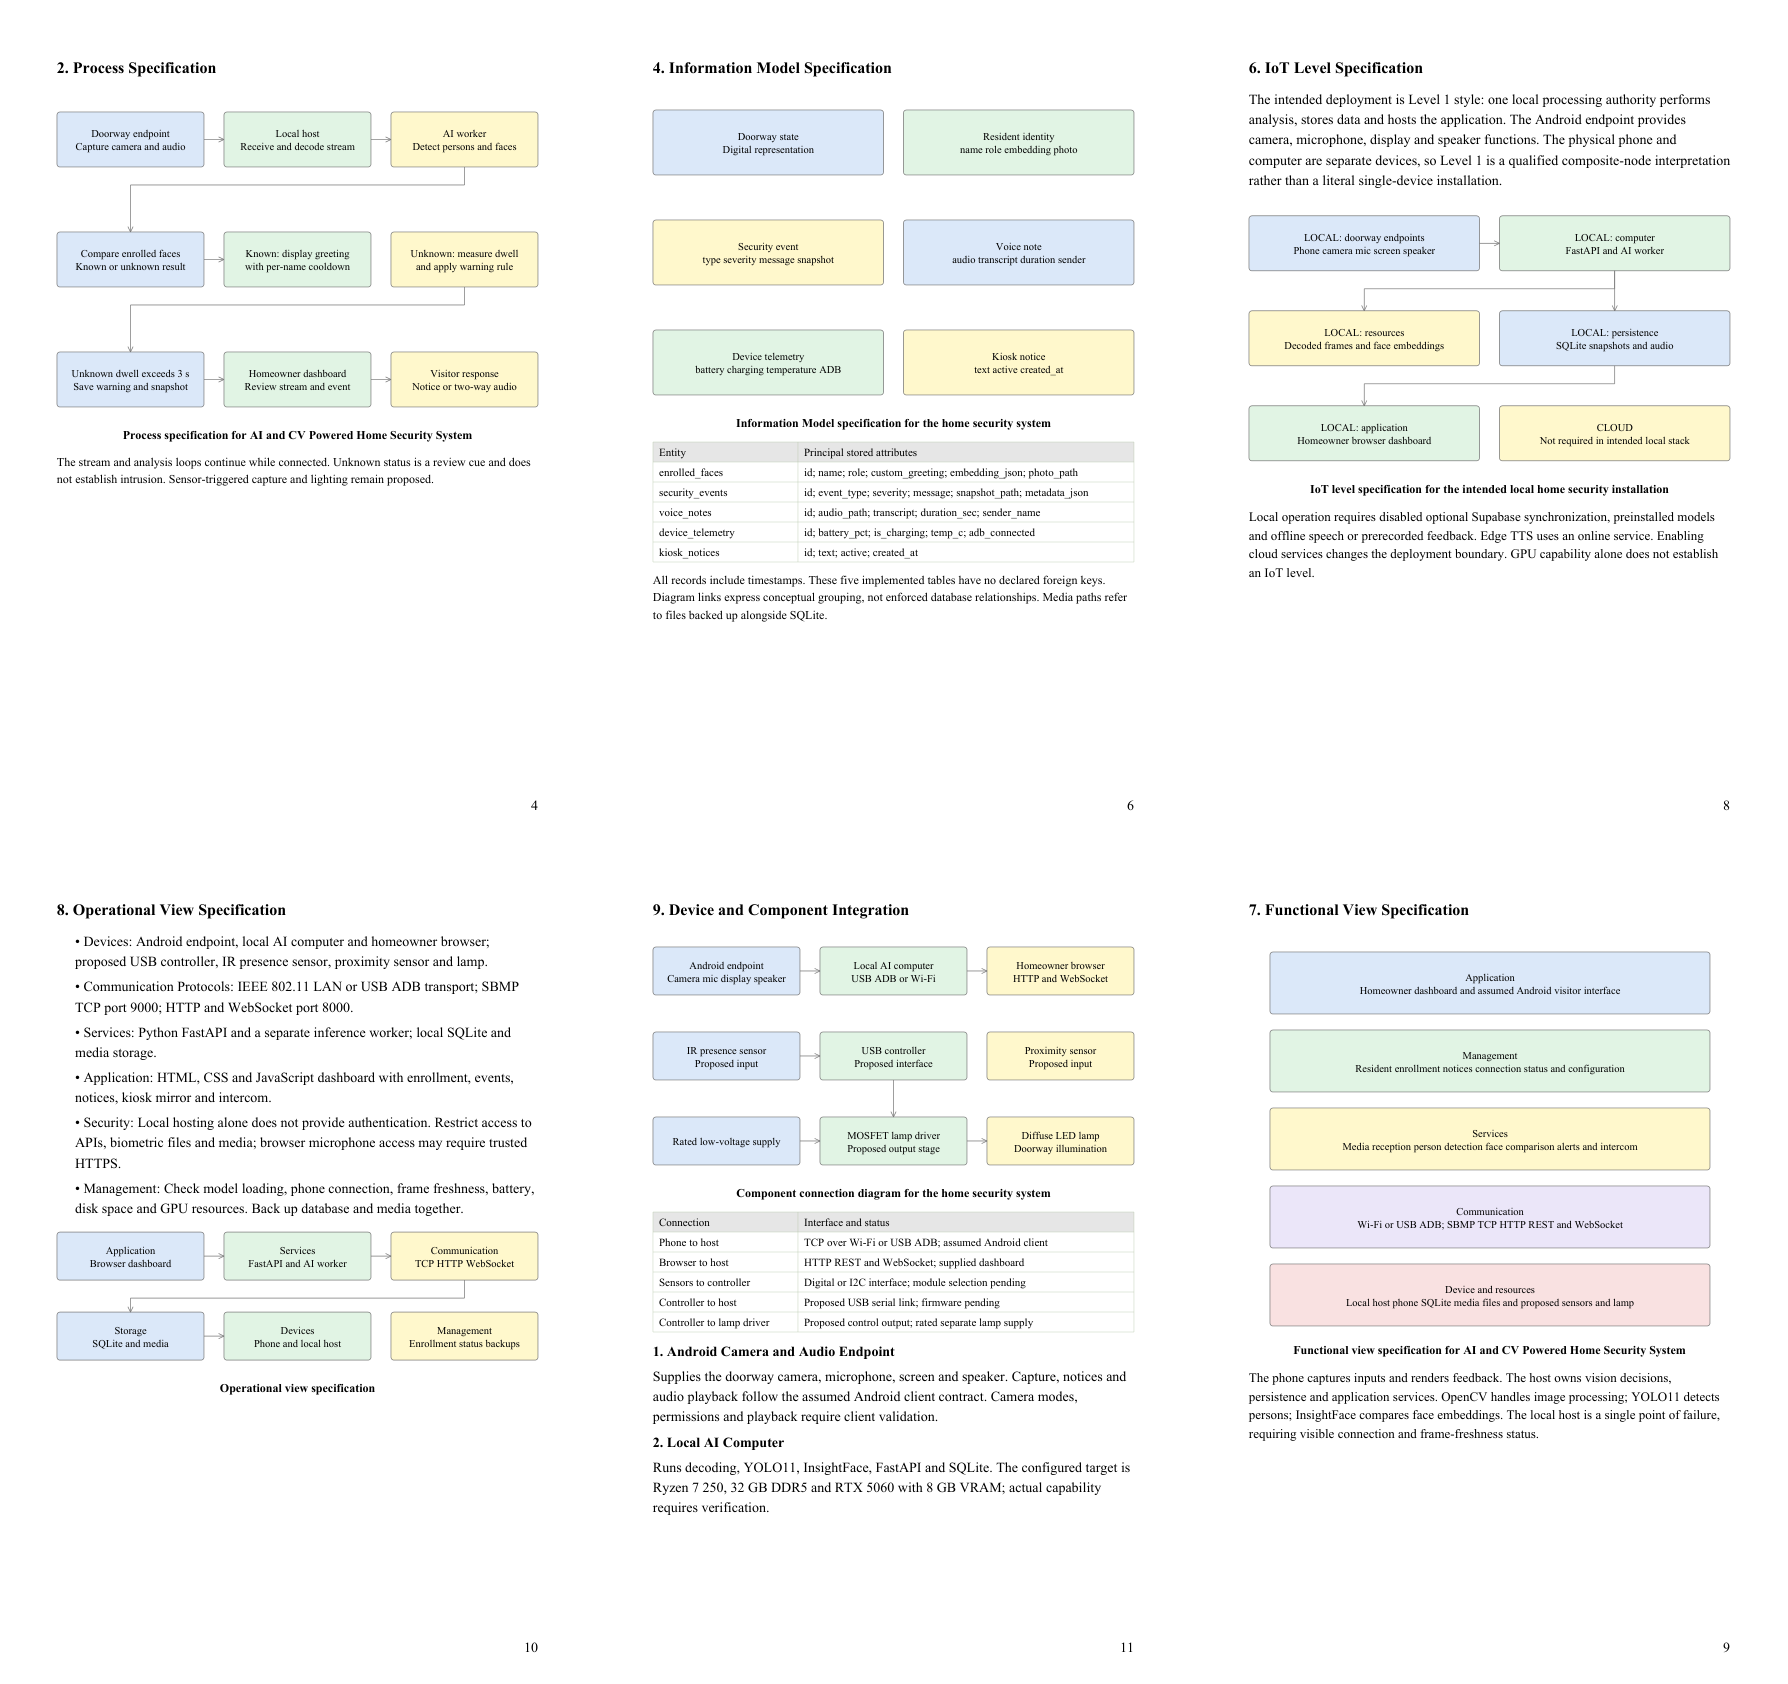 2. Process Specification
Doorway endpoint
Capture camera and audio
Local host
Receive and decode stream
AI worker
Detect persons and faces
Compare enrolled faces
Known or unknown result
Known: display greeting
with per-name cooldown
Unknown: measure dwell
and apply warning rule
Unknown dwell exceeds 3 s
Save warning and snapshot
Homeowner dashboard
Review stream and event
Visitor response
Notice or two-way audio
Process specification for AI and CV Powered Home Security System
The stream and analysis loops continue while connected. Unknown status is a review cue and does
not establish intrusion. Sensor-triggered capture and lighting remain proposed.
4
4. Information Model Specification
Doorway state
Digital representation
Resident identity
name role embedding photo
Security event
type severity message snapshot
Voice note
audio transcript duration sender
Device telemetry
battery charging temperature ADB
Kiosk notice
text active created_at
Information Model specification for the home security system
Entity Principal stored attributes
enrolled_faces id; name; role; custom_greeting; embedding_json; photo_path
security_events id; event_type; severity; message; snapshot_path; metadata_json
voice_notes id; audio_path; transcript; duration_sec; sender_name
device_telemetry id; battery_pct; is_charging; temp_c; adb_connected
kiosk_notices id; text; active; created_at
All records include timestamps. These five implemented tables have no declared foreign keys.
Diagram links express conceptual grouping, not enforced database relationships. Media paths refer
to files backed up alongside SQLite.
6
6. IoT Level Specification
The intended deployment is Level 1 style: one local processing authority performs
analysis, stores data and hosts the application. The Android endpoint provides
camera, microphone, display and speaker functions. The physical phone and
computer are separate devices, so Level 1 is a qualified composite-node interpretation
rather than a literal single-device installation.
LOCAL: doorway endpoints
Phone camera mic screen speaker
LOCAL: computer
FastAPI and AI worker
LOCAL: resources
Decoded frames and face embeddings
LOCAL: persistence
SQLite snapshots and audio
LOCAL: application
Homeowner browser dashboard
CLOUD
Not required in intended local stack
IoT level specification for the intended local home security installation
Local operation requires disabled optional Supabase synchronization, preinstalled models
and offline speech or prerecorded feedback. Edge TTS uses an online service. Enabling
cloud services changes the deployment boundary. GPU capability alone does not establish
an IoT level.
8
8. Operational View Specification
• Devices: Android endpoint, local AI computer and homeowner browser;
proposed USB controller, IR presence sensor, proximity sensor and lamp.
• Communication Protocols: IEEE 802.11 LAN or USB ADB transport; SBMP
TCP port 9000; HTTP and WebSocket port 8000.
• Services: Python FastAPI and a separate inference worker; local SQLite and
media storage.
• Application: HTML, CSS and JavaScript dashboard with enrollment, events,
notices, kiosk mirror and intercom.
• Security: Local hosting alone does not provide authentication. Restrict access to
APIs, biometric files and media; browser microphone access may require trusted
HTTPS.
• Management: Check model loading, phone connection, frame freshness, battery,
disk space and GPU resources. Back up database and media together.
Application
Browser dashboard
Services
FastAPI and AI worker
Communication
TCP HTTP WebSocket
Storage
SQLite and media
Devices
Phone and local host
Management
Enrollment status backups
Operational view specification
10
9. Device and Component Integration
Android endpoint
Camera mic display speaker
Local AI computer
USB ADB or Wi-Fi
Homeowner browser
HTTP and WebSocket
IR presence sensor
Proposed input
USB controller
Proposed interface
Proximity sensor
Proposed input
Rated low-voltage supply
MOSFET lamp driver
Proposed output stage
Diffuse LED lamp
Doorway illumination
Component connection diagram for the home security system
Connection Interface and status
Phone to host TCP over Wi-Fi or USB ADB; assumed Android client
Browser to host HTTP REST and WebSocket; supplied dashboard
Sensors to controller Digital or I2C interface; module selection pending
Controller to host Proposed USB serial link; firmware pending
Controller to lamp driver Proposed control output; rated separate lamp supply
1. Android Camera and Audio Endpoint
Supplies the doorway camera, microphone, screen and speaker. Capture, notices and
audio playback follow the assumed Android client contract. Camera modes,
permissions and playback require client validation.
2. Local AI Computer
Runs decoding, YOLO11, InsightFace, FastAPI and SQLite. The configured target is
Ryzen 7 250, 32 GB DDR5 and RTX 5060 with 8 GB VRAM; actual capability
requires verification.
11
7. Functional View Specification
Application
Homeowner dashboard and assumed Android visitor interface
Management
Resident enrollment notices connection status and configuration
Services
Media reception person detection face comparison alerts and intercom
Communication
Wi-Fi or USB ADB; SBMP TCP HTTP REST and WebSocket
Device and resources
Local host phone SQLite media files and proposed sensors and lamp
Functional view specification for AI and CV Powered Home Security System
The phone captures inputs and renders feedback. The host owns vision decisions,
persistence and application services. OpenCV handles image processing; YOLO11 detects
persons; InsightFace compares face embeddings. The local host is a single point of failure,
requiring visible connection and frame-freshness status.
9